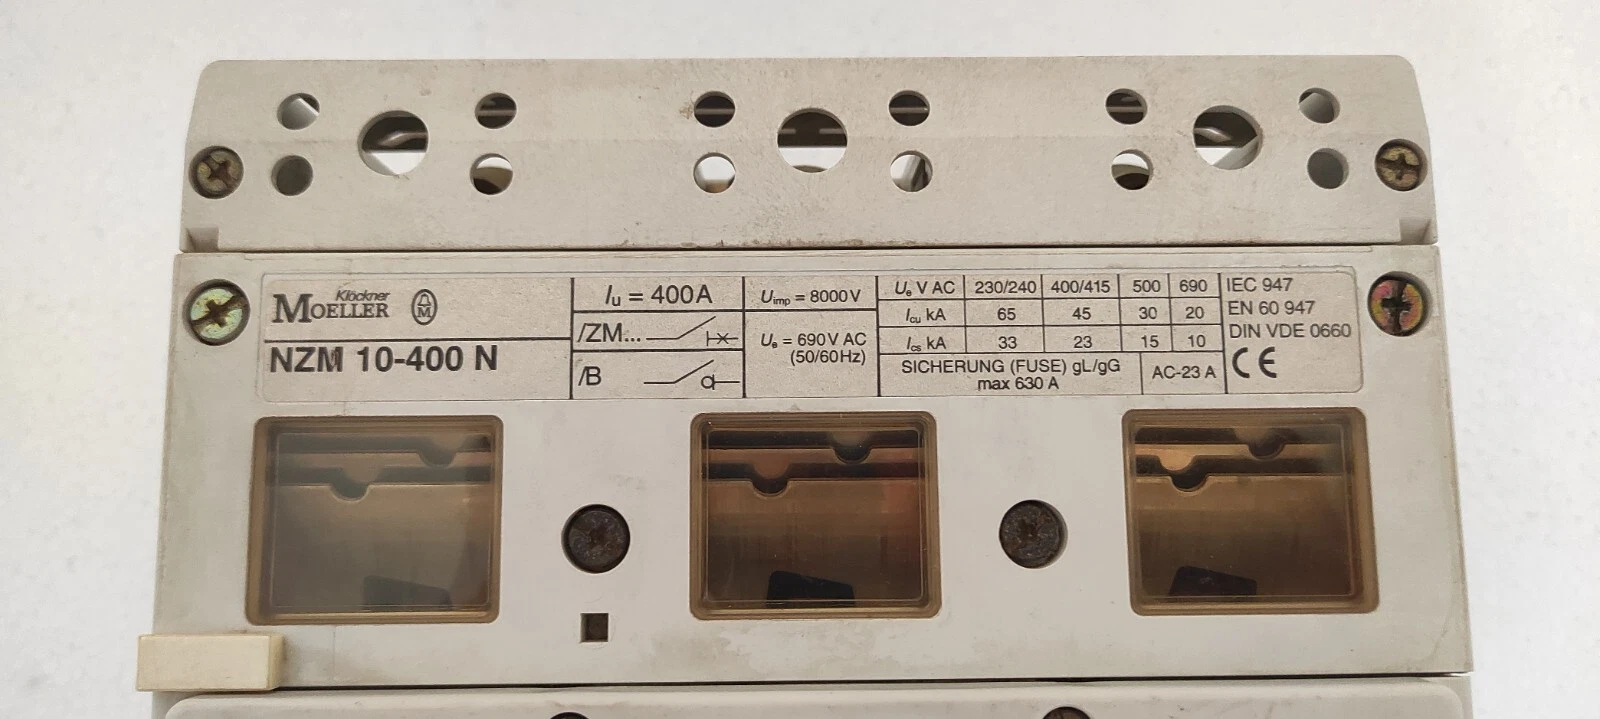 Klöckner
MOELLER
M
NZM 10-400 N
Iu = 400A
/ZM...
/B
Uimp = 8000V
Ue = 690V AC
(50/60Hz)
Ue V AC 230/240 400/415 500 690
Icu kA 65 45 30 20
Ics kA 33 23 15 10
SICHERUNG (FUSE) gL/gG
max 630 A
AC-23 A
IEC 947
EN 60 947
DIN VDE 0660
CE